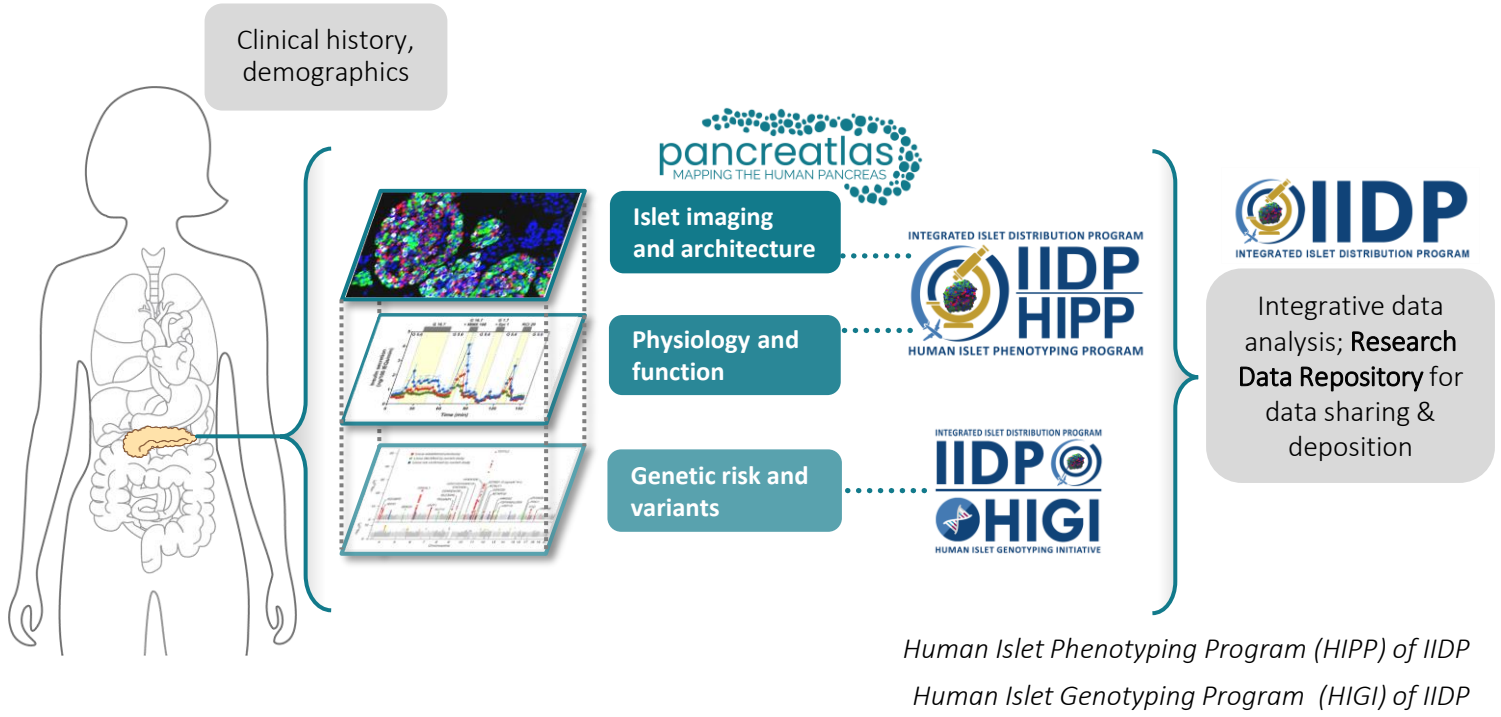 Clinical history,
demographics
pancreatlas
MAPPING THE HUMAN PANCREAS
Islet imaging
and architecture
Physiology and
function
Time (min)
Genetic risk and
variants
INTEGRATED ISLET DISTRIBUTION PROGRAM
IIDP
HIPP
HUMAN ISLET PHENOTYPING PROGRAM
INTEGRATED ISLET DISTRIBUTION PROGRAM
IIDP
HIGI
HUMAN ISLET GENOTYPING INITIATIVE
IIDP
INTEGRATED ISLET DISTRIBUTION PROGRAM
Integrative data
analysis; Research
Data Repository for
data sharing &
deposition
Human Islet Phenotyping Program (HIPP) of IIDP
Human Islet Genotyping Program (HIGI) of IIDP